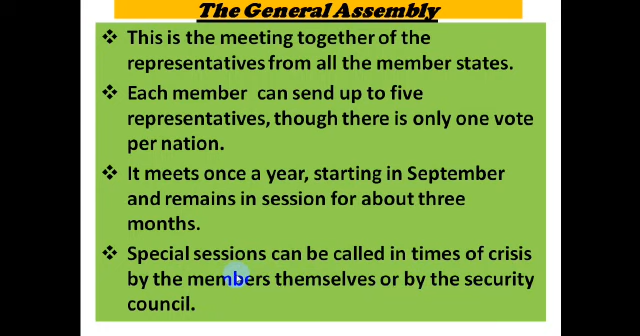 The General Assembly
❖ This is the meeting together of the
representatives from all the member states.
❖ Each member can send up to five
representatives, though there is only one vote
per nation.
❖ It meets once a year, starting in September
and remains in session for about three
months.
❖ Special sessions can be called in times of crisis
by the members themselves or by the security
council.